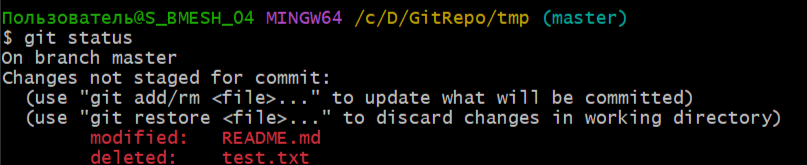 Пользователь@S_BMESH_04 MINGW64 /c/D/GitRepo/tmp (master)
$ git status
On branch master
Changes not staged for commit:
  (use "git add/rm <file>..." to update what will be committed)
  (use "git restore <file>..." to discard changes in working directory)
        modified:   README.md
        deleted:    test.txt